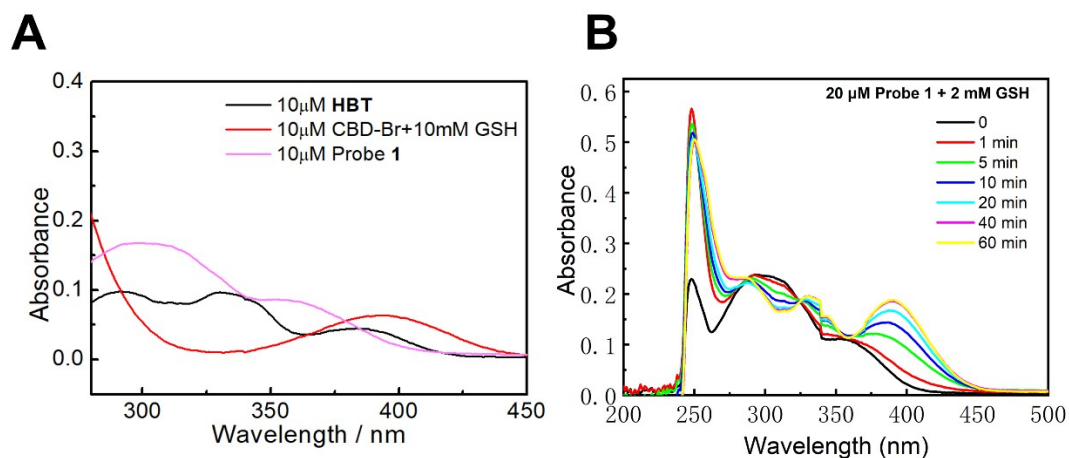 A
0.4
0.3
0.2
0.1
0.0
Absorbance
10μM HBT
10μM CBD-Br+10mM GSH
10μM Probe 1
300
350
400
450
Wavelength / nm
B
0.6
0.5
0.4
0.3
0.2
0.1
0.0
Absorbance
20 μM Probe 1 + 2 mM GSH
0
1 min
5 min
10 min
20 min
40 min
60 min
200
250
300
350
400
450
500
Wavelength (nm)